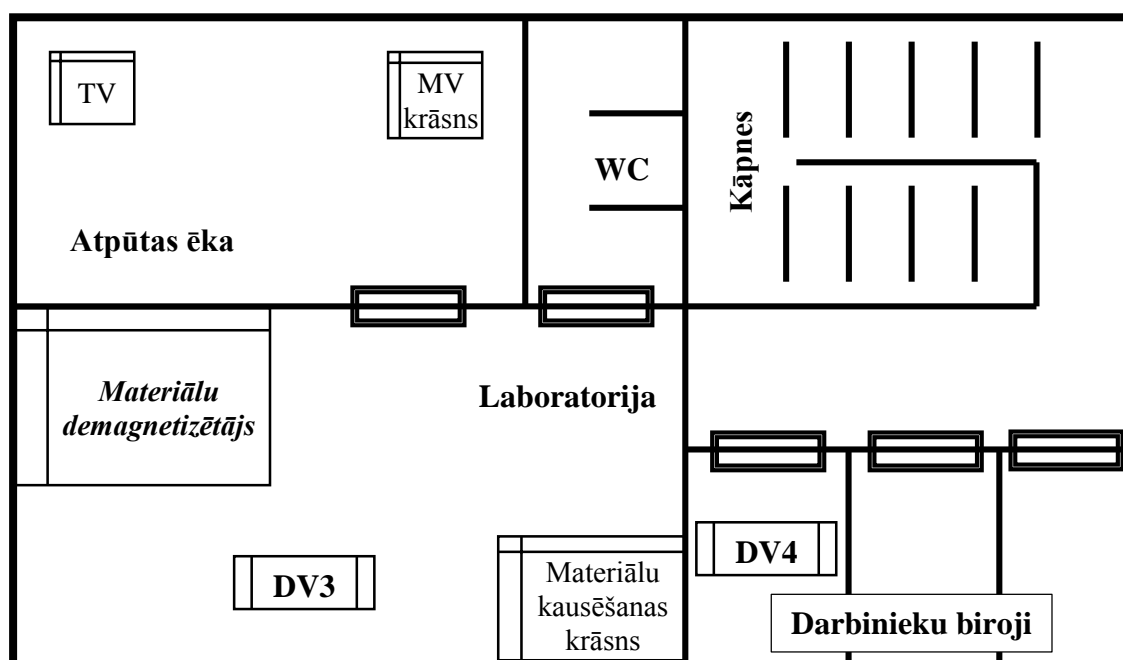 TV
MV
krāsns
WC
Kāpnes
Atpūtas ēka
Materiālu
demagnetizētājs
Laboratorija
DV3
Materiālu
kausēšanas
krāsns
DV4
Darbinieku biroji